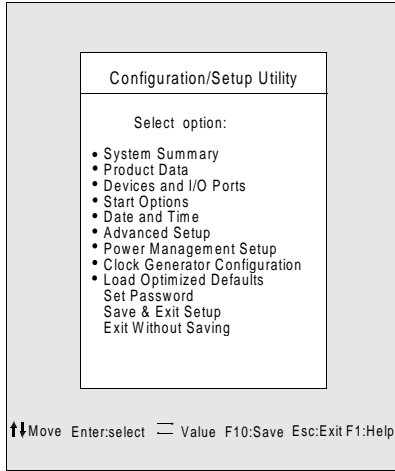 Configuration/Setup Utility
Select option:
• System Summary
• Product Data
• Devices and I/O Ports
• Start Options
• Date and Time
• Advanced Setup
• Power Management Setup
• Clock Generator Configuration
• Load Optimized Defaults
Set Password
Save & Exit Setup
Exit Without Saving
Move Enter:select Value F10:Save Esc:Exit F1:Help